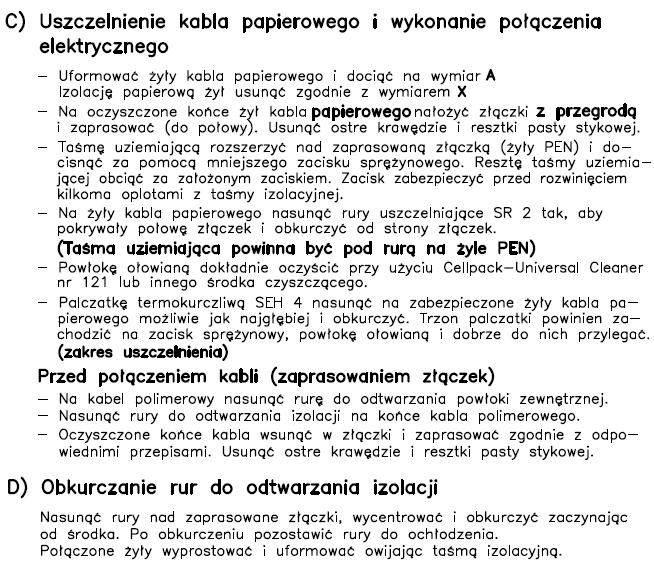 C) Uszczelnienie kabla papierowego i wykonanie połączenia
elektrycznego
– Uformować żyły kabla papierowego i dociąć na wymiar A
Izolację papierową żył usunąć zgodnie z wymiarem X
– Na oczyszczone końce żył kabla papierowego nałożyć złączki z przegrodą
i zaprasować (do połowy). Usunąć ostre krawędzie i resztki pasty stykowej.
– Taśmę uziemiającą rozszerzyć nad zaprasowaną złączką (żyły PEN) i do–
cisnąć za pomocą mniejszego zacisku sprężynowego. Resztę taśmy uziemia–
jącej obciąć za założonym zaciskiem. Zacisk zabezpieczyć przed rozwinięciem
kilkoma oplotami z taśmy izolacyjnej.
– Na żyły kabla papierowego nasunąć rury uszczelniające SR 2 tak, aby
pokrywały połowę złączek i obkurczyć od strony złączek.
(Taśma uziemiająca powinna być pod rurą na żyle PEN)
– Powłokę ołowianą dokładnie oczyścić przy użyciu Cellpack–Universal Cleaner
nr 121 lub innego środka czyszczącego.
– Palczatkę termokurczliwą SEH 4 nasunąć na zabezpieczone żyły kabla pa–
pierowego możliwie jak najgłębiej i obkurczyć. Trzon palczatki powinien za–
chodzić na zacisk sprężynowy, powłokę ołowianą i dobrze do nich przylegać.
(zakres uszczelnienia)
Przed połączeniem kabli (zaprasowaniem złączek)
– Na kabel polimerowy nasunąć rurę do odtwarzania powłoki zewnętrznej.
– Nasunąć rury do odtwarzania izolacji na końce kabla polimerowego.
– Oczyszczone końce kabla wsunąć w złączki i zaprasować zgodnie z odpo–
wiednimi przepisami. Usunąć ostre krawędzie i resztki pasty stykowej.
D) Obkurczanie rur do odtwarzania izolacji
Nasunąć rury nad zaprasowane złączki, wycentrować i obkurczyć zaczynając
od środka. Po obkurczeniu pozostawić rury do ochłodzenia.
Połączone żyły wyprostować i uformować owijając taśmą izolacyjną.